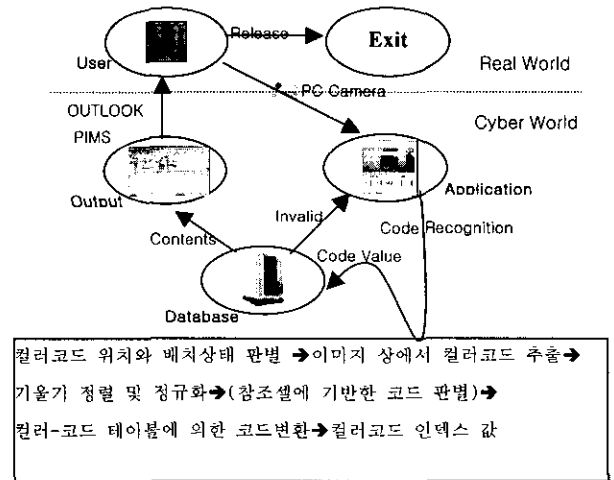 Release
Exit
User
Real World
PC Camera
OUTLOOK
PIMS
Cyber World
Output
Application
Invalid
Contents
Code Recognition
Code Value
Database
컬러코드 위치와 배치상태 판별 ➔이미지 상에서 컬러코드 추출➔
기울기 정렬 및 정규화➔(참조셀에 기반한 코드 판별)➔
컬러-코드 테이블에 의한 코드변환➔컬러코드 인덱스 값